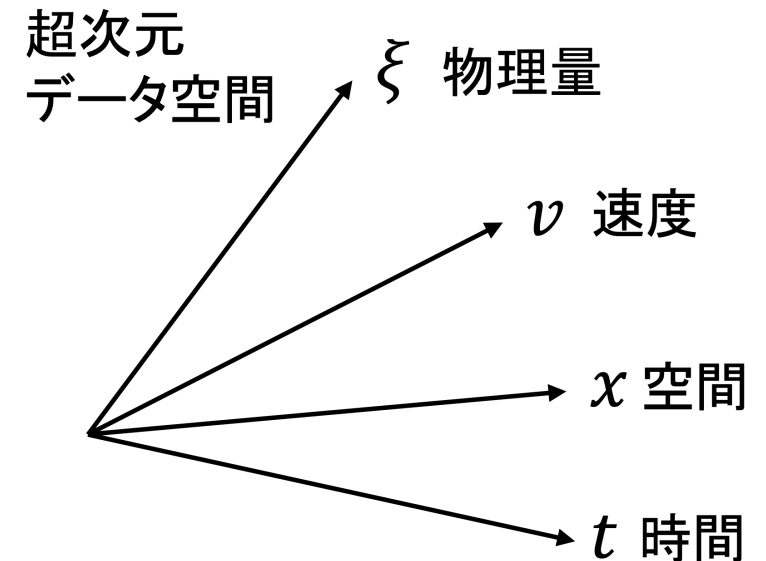 超次元
データ空間
ξ 物理量
v 速度
x 空間
t 時間